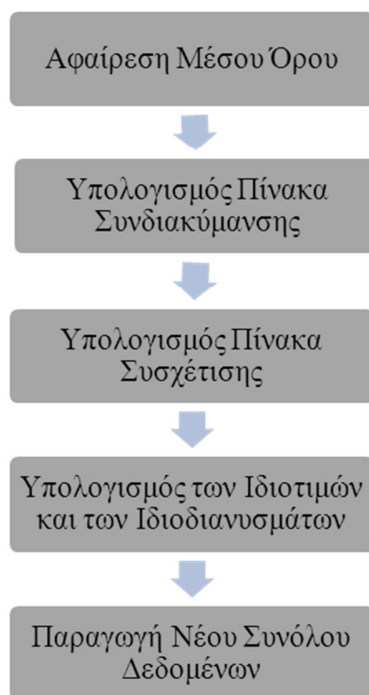 Αφαίρεση Μέσου Όρου
Υπολογισμός Πίνακα
Συνδιακύμανσης
Υπολογισμός Πίνακα
Συσχέτισης
Υπολογισμός των Ιδιοτιμών
και των Ιδιοδιανυσμάτων
Παραγωγή Νέου Συνόλου
Δεδομένων